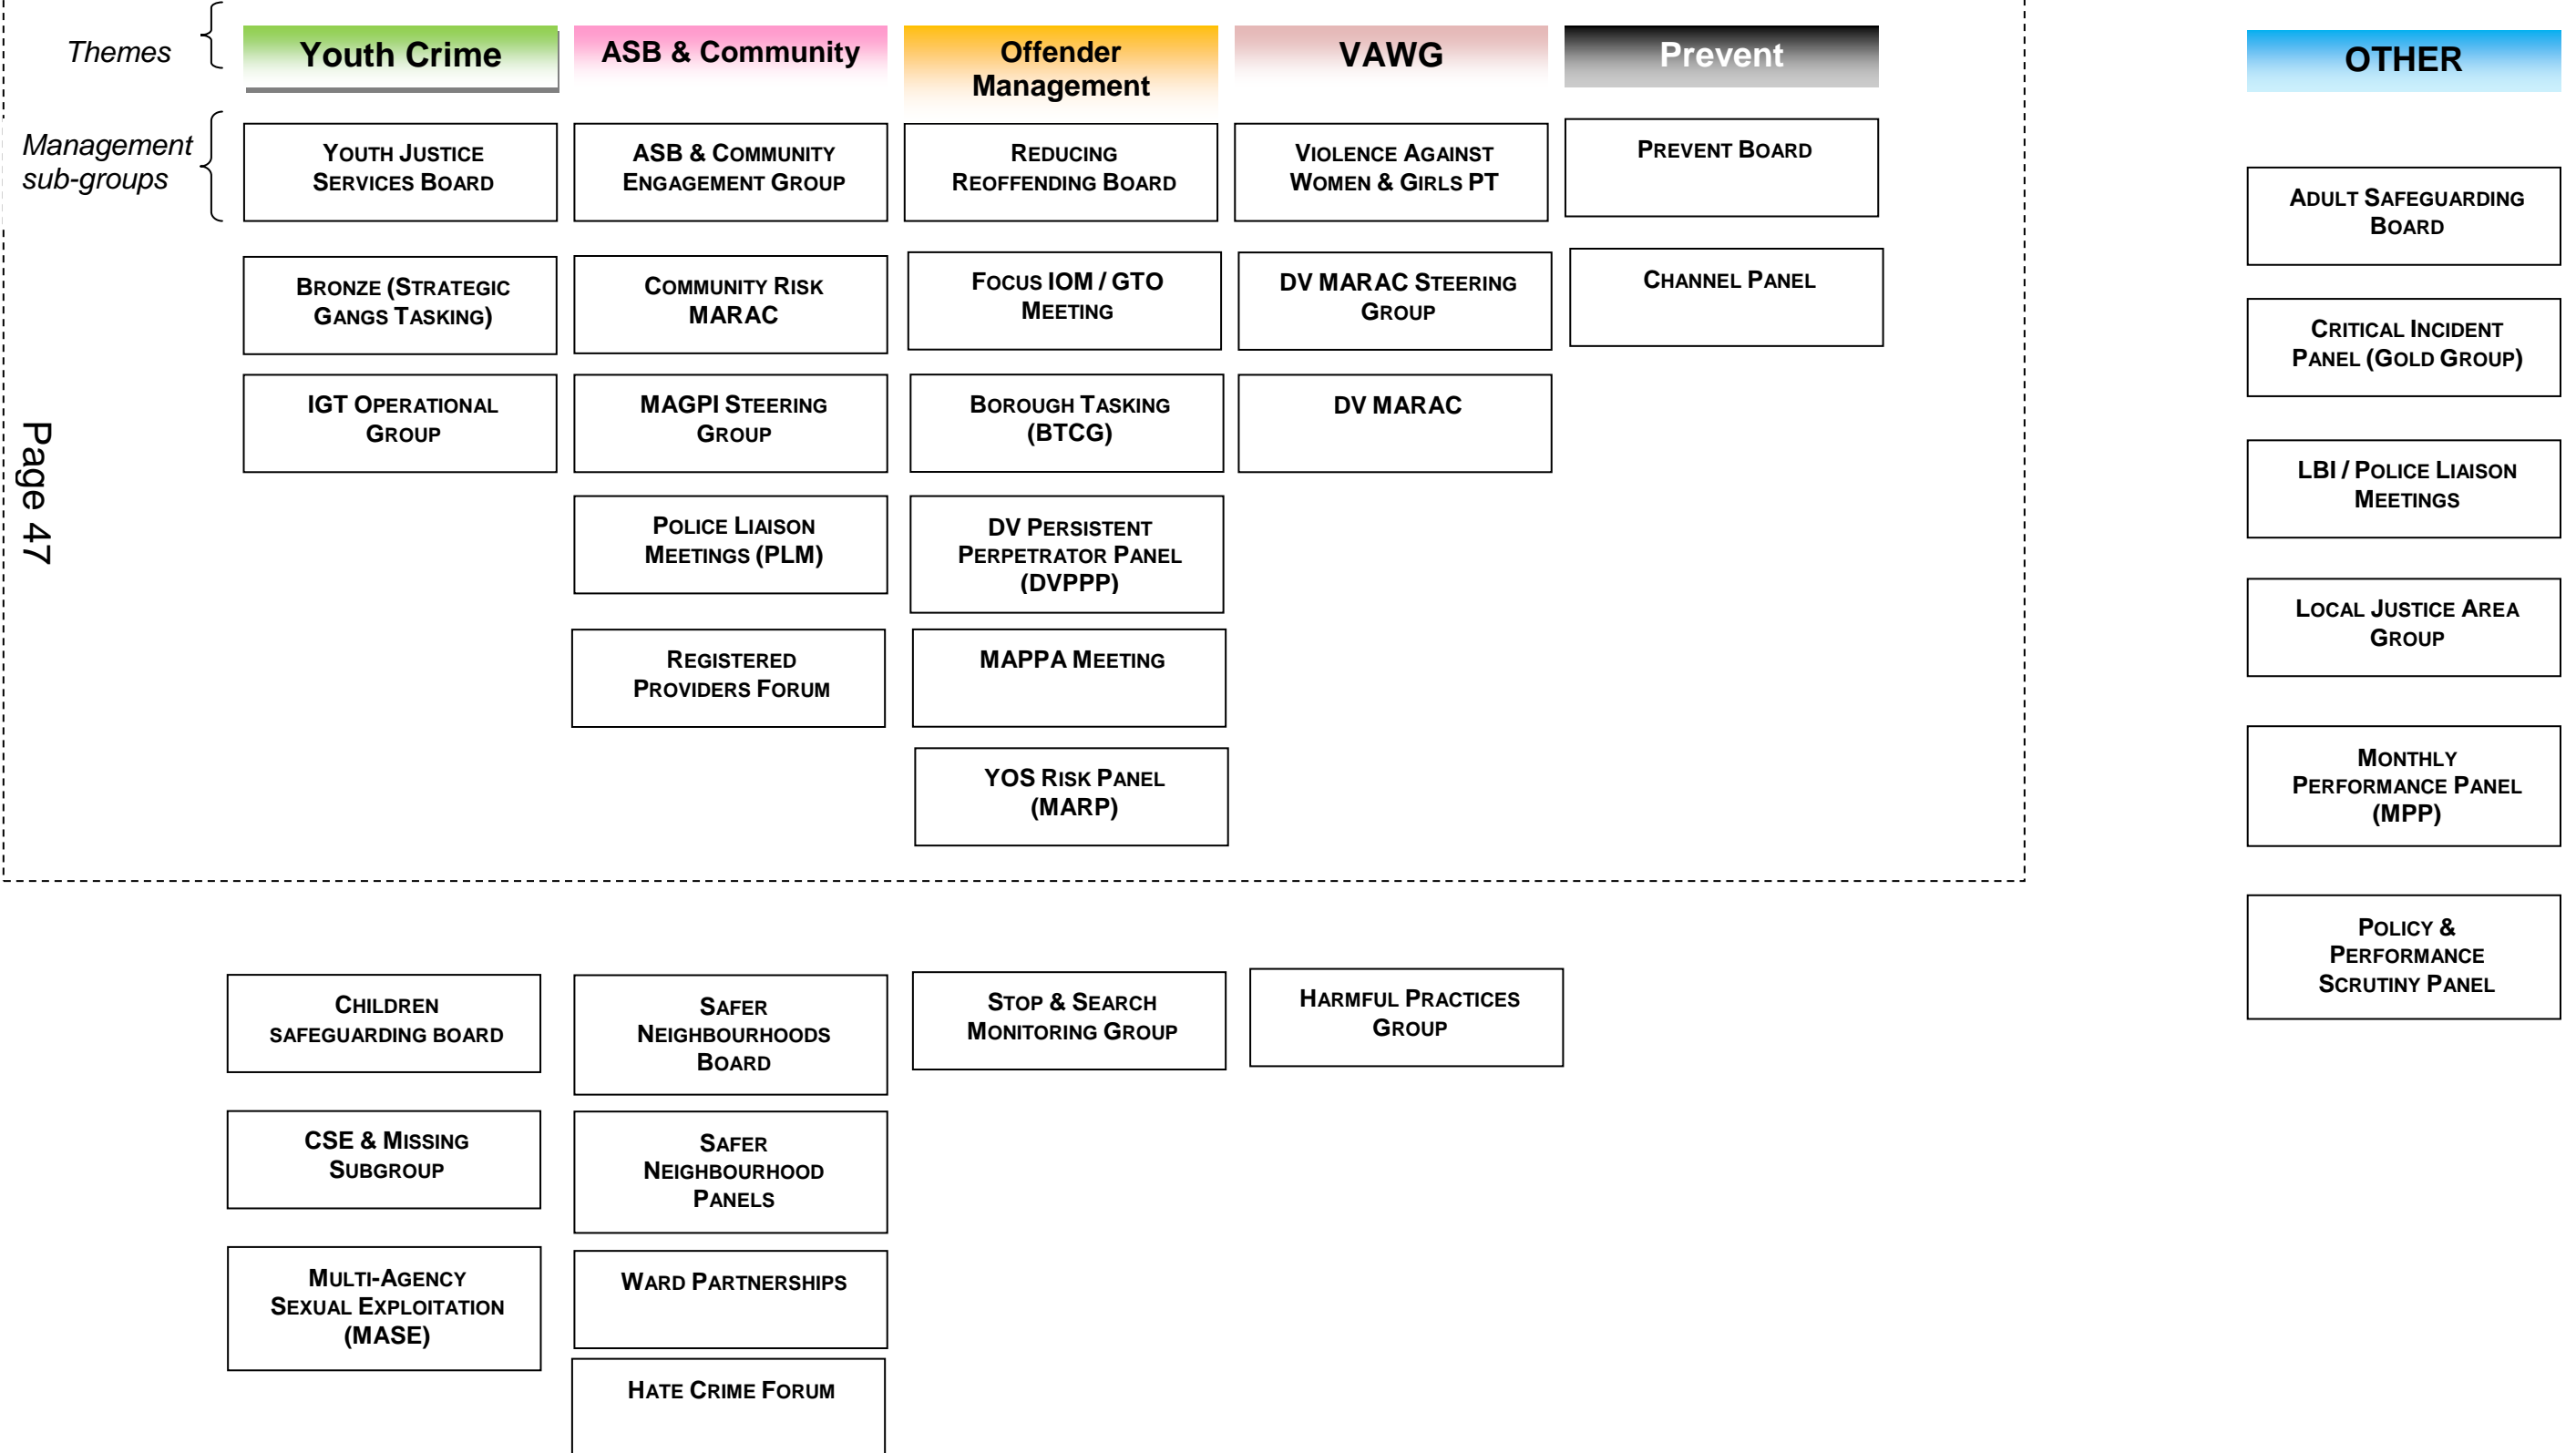 Themes
Youth Crime
ASB & Community
Offender
Management
VAWG
Prevent
OTHER
Management
sub-groups
YOUTH JUSTICE
SERVICES BOARD
ASB & COMMUNITY
ENGAGEMENT GROUP
REDUCING
REOFFENDING BOARD
VIOLENCE AGAINST
WOMEN & GIRLS PT
PREVENT BOARD
ADULT SAFEGUARDING
BOARD
BRONZE (STRATEGIC
GANGS TASKING)
COMMUNITY RISK
MARAC
FOCUS IOM / GTO
MEETING
DV MARAC STEERING
GROUP
CHANNEL PANEL
CRITICAL INCIDENT
PANEL (GOLD GROUP)
IGT OPERATIONAL
GROUP
MAGPI STEERING
GROUP
BOROUGH TASKING
(BTCG)
DV MARAC
LBI / POLICE LIAISON
MEETINGS
Page 47
POLICE LIAISON
MEETINGS (PLM)
DV PERSISTENT
PERPETRATOR PANEL
(DVPPP)
LOCAL JUSTICE AREA
GROUP
REGISTERED
PROVIDERS FORUM
MAPPA MEETING
YOS RISK PANEL
(MARP)
MONTHLY
PERFORMANCE PANEL
(MPP)
POLICY &
PERFORMANCE
SCRUTINY PANEL
CHILDREN
SAFEGUARDING BOARD
SAFER
NEIGHBOURHOODS
BOARD
STOP & SEARCH
MONITORING GROUP
HARMFUL PRACTICES
GROUP
CSE & MISSING
SUBGROUP
SAFER
NEIGHBOURHOOD
PANELS
MULTI-AGENCY
SEXUAL EXPLOITATION
(MASE)
WARD PARTNERSHIPS
HATE CRIME FORUM